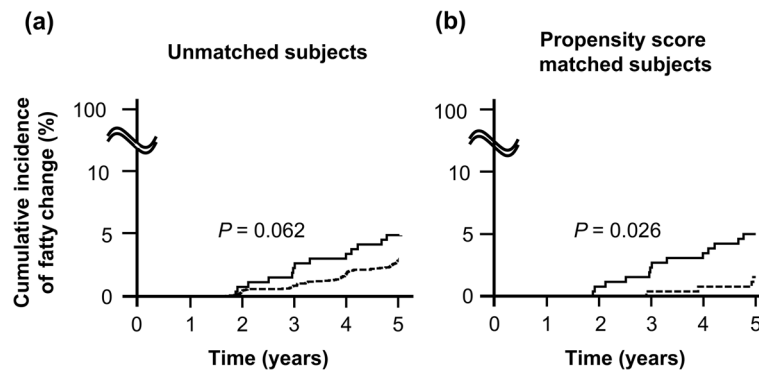 (a)
Unmatched subjects
Cumulative incidence
of fatty change (%)
100
10
5
0
P = 0.062
0 1 2 3 4 5
Time (years)
(b)
Propensity score
matched subjects
100
10
5
0
P = 0.026
0 1 2 3 4 5
Time (years)